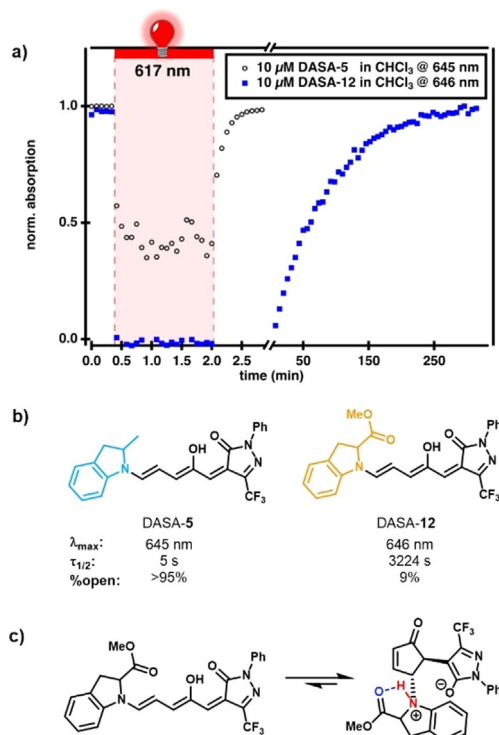 a)
617 nm
10 µM DASA-5 in CHCl₃ @ 645 nm
10 µM DASA-12 in CHCl₃ @ 646 nm
norm. absorption
1.0
0.5
0.0
0.0 0.5 1.0 1.5 2.0 2.5 50 150 250
time (min)
b)
MeO
O
Ph
OH
O
N
N
N
CF₃
Ph
OH
O
N
N
N
CF₃
DASA-5 DASA-12
λmax: 645 nm 646 nm
τ1/2: 5 s 3224 s
%open: >95% 9%
c)
MeO
O
Ph
OH
O
N
N
N
CF₃
O
CF₃
N
N
Ph
O
⊖
O
H
N
⊕
MeO